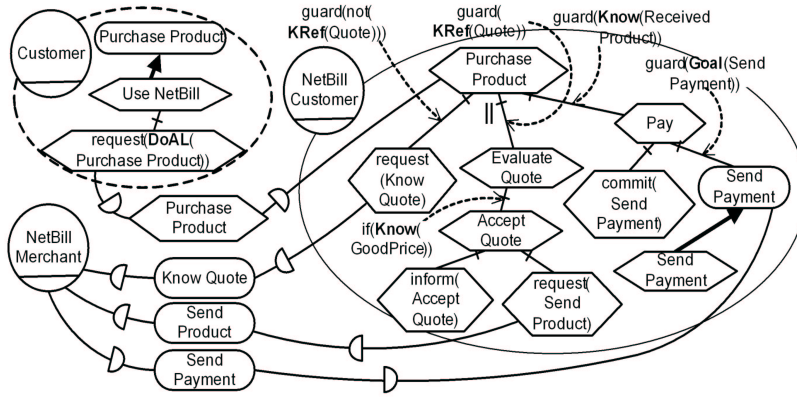 guard(not(
KRef(Quote)))
guard(
KRef(Quote))
guard(Know(Received
Product))
guard(Goal(Send
Payment))
Customer
Purchase Product
Use NetBill
request(DoAL(
Purchase Product))
Purchase
Product
NetBill
Customer
Purchase
Product
||
Pay
request
(Know
Quote)
Evaluate
Quote
commit(
Send
Payment)
Send
Payment
if(Know(
GoodPrice))
Accept
Quote
Send
Payment
inform(
Accept
Quote)
request(
Send
Product)
NetBill
Merchant
Know Quote
Send
Product
Send
Payment